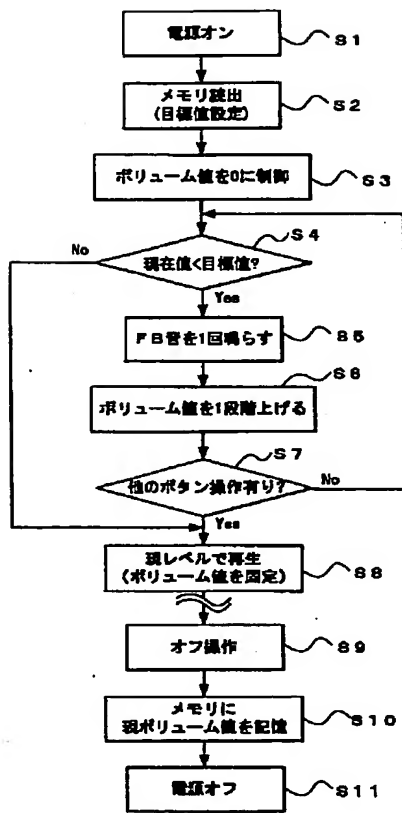 電源オン
S1
メモリ読出
(目標値設定)
S2
ボリューム値を0に制御
S3
S4
No
現在値<目標値?
Yes
FB音を1回鳴らす
S5
S6
ボリューム値を1段階上げる
S7
他のボタン操作有り?
No
Yes
現レベルで再生
(ボリューム値を固定)
S8
オフ操作
S9
メモリに
現ボリューム値を記憶
S10
電源オフ
S11